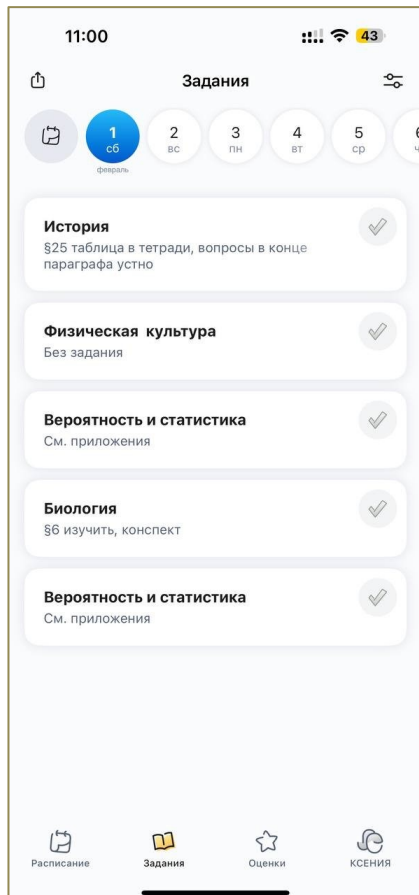 11:00 43
Задания
1 2 3 4 5 6
сб вс пн вт ср ч
февраль
История
§25 таблица в тетради, вопросы в конце
параграфа устно
Физическая культура
Без задания
Вероятность и статистика
См. приложения
Биология
§6 изучить, конспект
Вероятность и статистика
См. приложения
Расписание Задания Оценки КСЕНИЯ